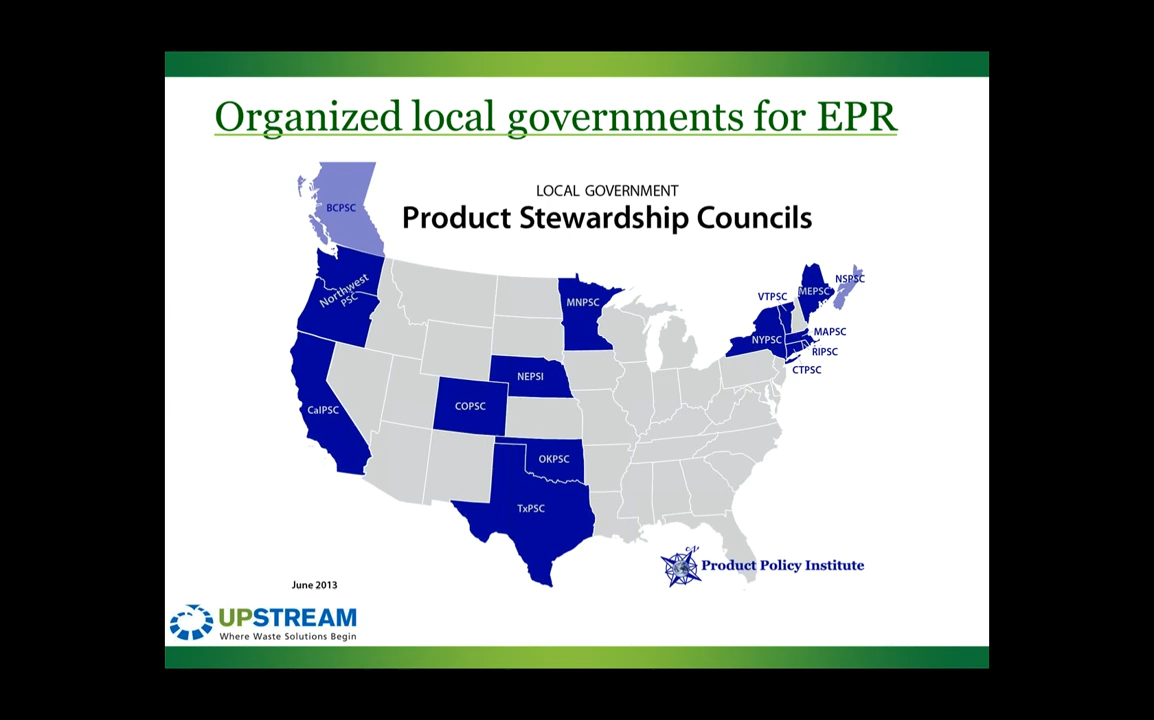 Organized local governments for EPR
LOCAL GOVERNMENT
Product Stewardship Councils
BCPSC
Northwest
PSC
CalPSC
COPSC
NEPSI
MNPSC
OKPSC
TxPSC
NSPSC
MEPSC
VTPSC
NYPSC
MAPSC
RIPSC
CTPSC
Product Policy Institute
June 2013
UPSTREAM
Where Waste Solutions Begin